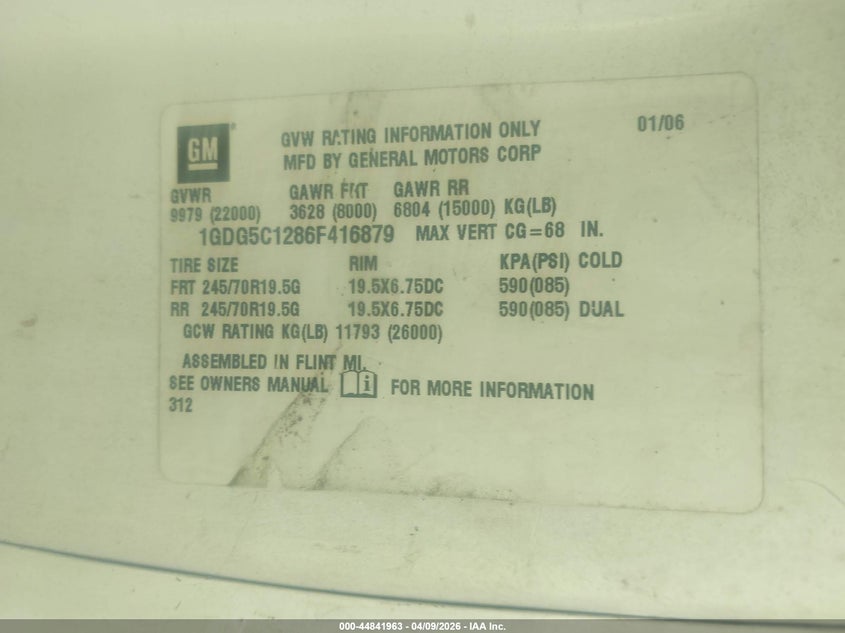 GM® GVW RATING INFORMATION ONLY 01/06
MFD BY GENERAL MOTORS CORP
GVWR GAWR FRT GAWR RR
9979 (22000) 3628 (8000) 6804 (15000) KG(LB)
1GDG5C1286F416879 MAX VERT CG=68 IN.
TIRE SIZE RIM KPA(PSI) COLD
FRT 245/70R19.5G 19.5X6.75DC 590(085)
RR 245/70R19.5G 19.5X6.75DC 590(085) DUAL
GCW RATING KG(LB) 11793 (26000)
ASSEMBLED IN FLINT MI.
SEE OWNERS MANUAL i FOR MORE INFORMATION
312
000-44841963 - 04/09/2026 - IAA Inc.